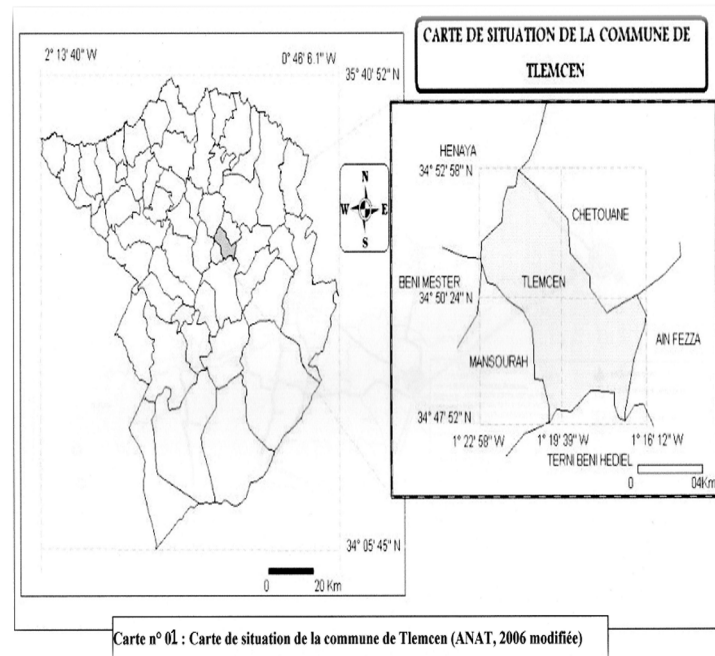 CARTE DE SITUATION DE LA COMMUNE DE
TLEMCEN
2° 13' 40'' W
0° 46' 6.1'' W
35° 40' 52'' N
N
W E
S
34° 05' 45'' N
0 20 Km
HENAYA
34° 52' 58'' N
CHETOUANE
BENI MESTER
TLEMCEN
34° 50' 24'' N
AIN FEZZA
MANSOURAH
34° 47' 52'' N
1° 22' 58'' W 1° 19' 39'' W 1° 16' 12'' W
TERNI BENI HEDIEL
0 04Km
Carte n° 01 : Carte de situation de la commune de Tlemcen (ANAT, 2006 modifiée)